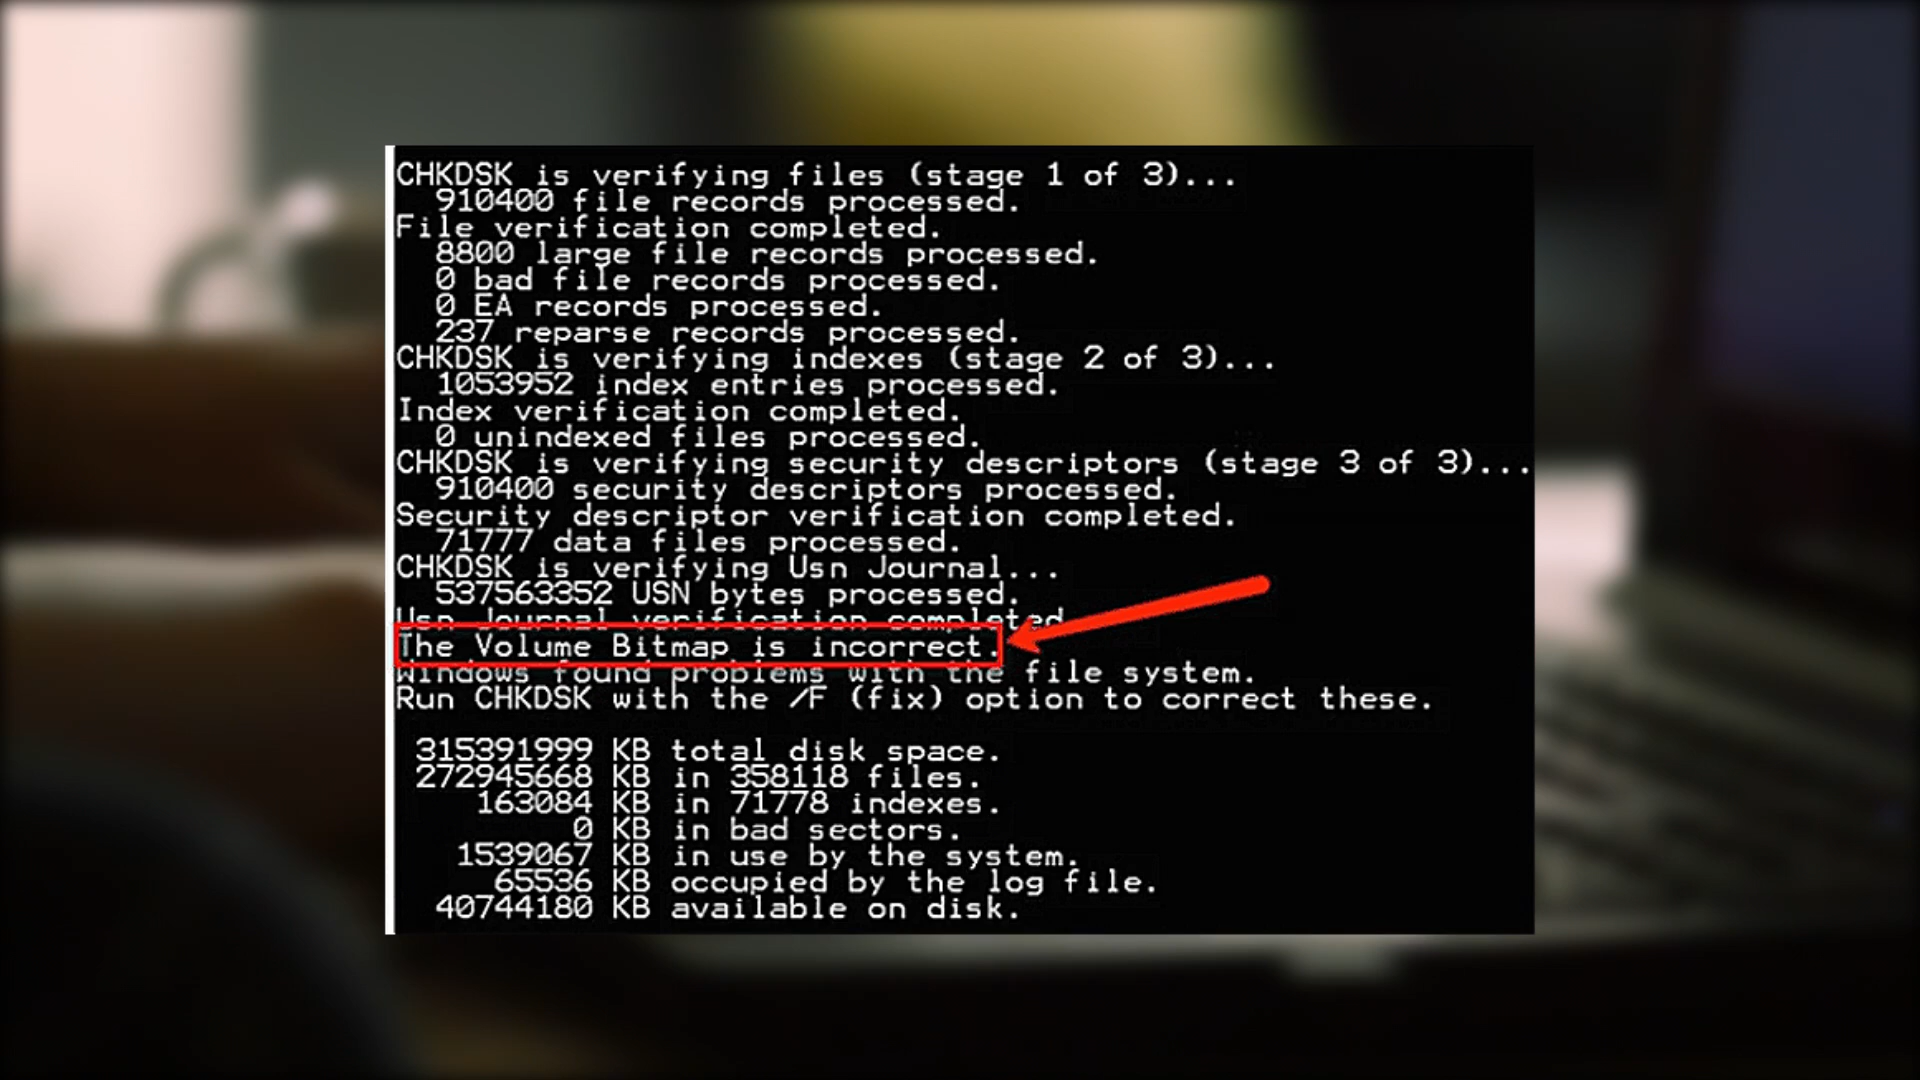 CHKDSK is verifying files (stage 1 of 3)...
910400 file records processed.
File verification completed.
8800 large file records processed.
0 bad file records processed.
0 EA records processed.
237 reparse records processed.
CHKDSK is verifying indexes (stage 2 of 3)...
1053952 index entries processed.
Index verification completed.
0 unindexed files processed.
CHKDSK is verifying security descriptors (stage 3 of 3)...
910400 security descriptors processed.
Security descriptor verification completed.
71777 data files processed.
CHKDSK is verifying Usn Journal...
537563352 USN bytes processed.
Usn Journal verification completed
The Volume Bitmap is incorrect.
Windows found problems with the file system.
Run CHKDSK with the /F (fix) option to correct these.
315391999 KB total disk space.
272945668 KB in 358118 files.
163084 KB in 71778 indexes.
0 KB in bad sectors.
1539067 KB in use by the system.
65536 KB occupied by the log file.
40744180 KB available on disk.